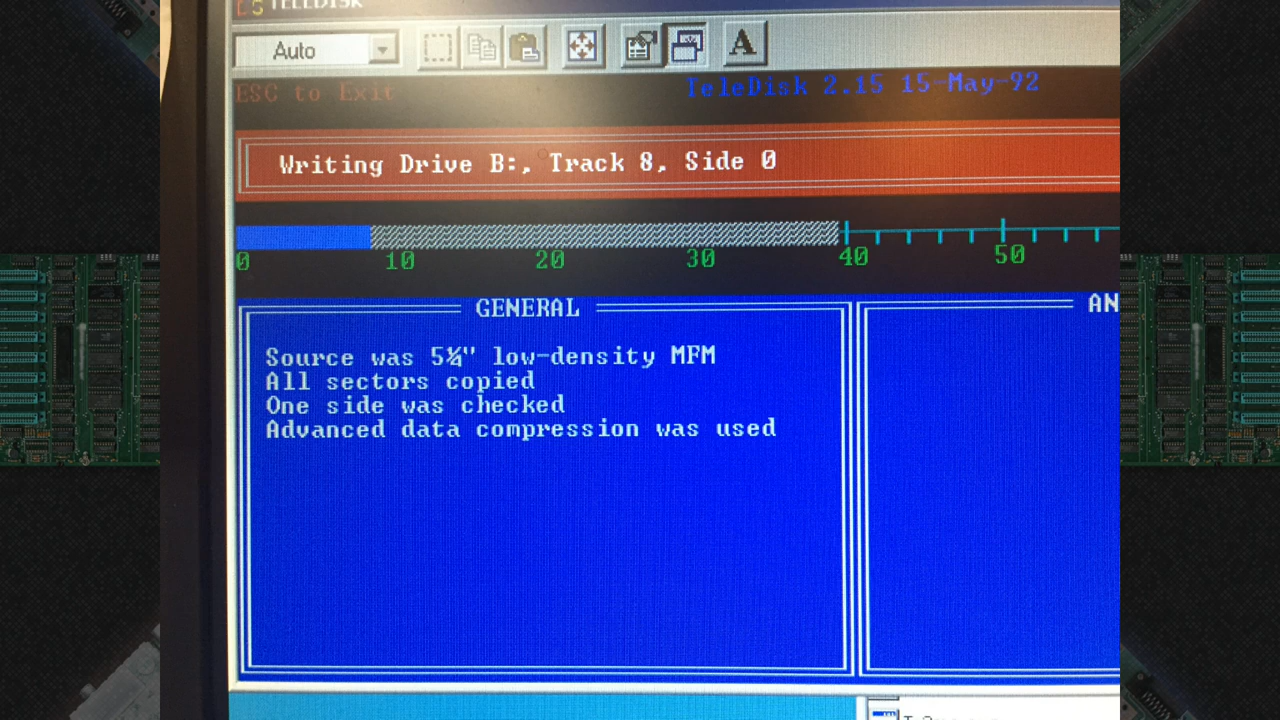 TELEDISK
Auto
A
ESC to Exit
TeleDisk 2.15 15-May-92
Writing Drive B:, Track 8, Side 0
0 10 20 30 40 50
GENERAL
AN
Source was 5¼" low-density MFM
All sectors copied
One side was checked
Advanced data compression was used